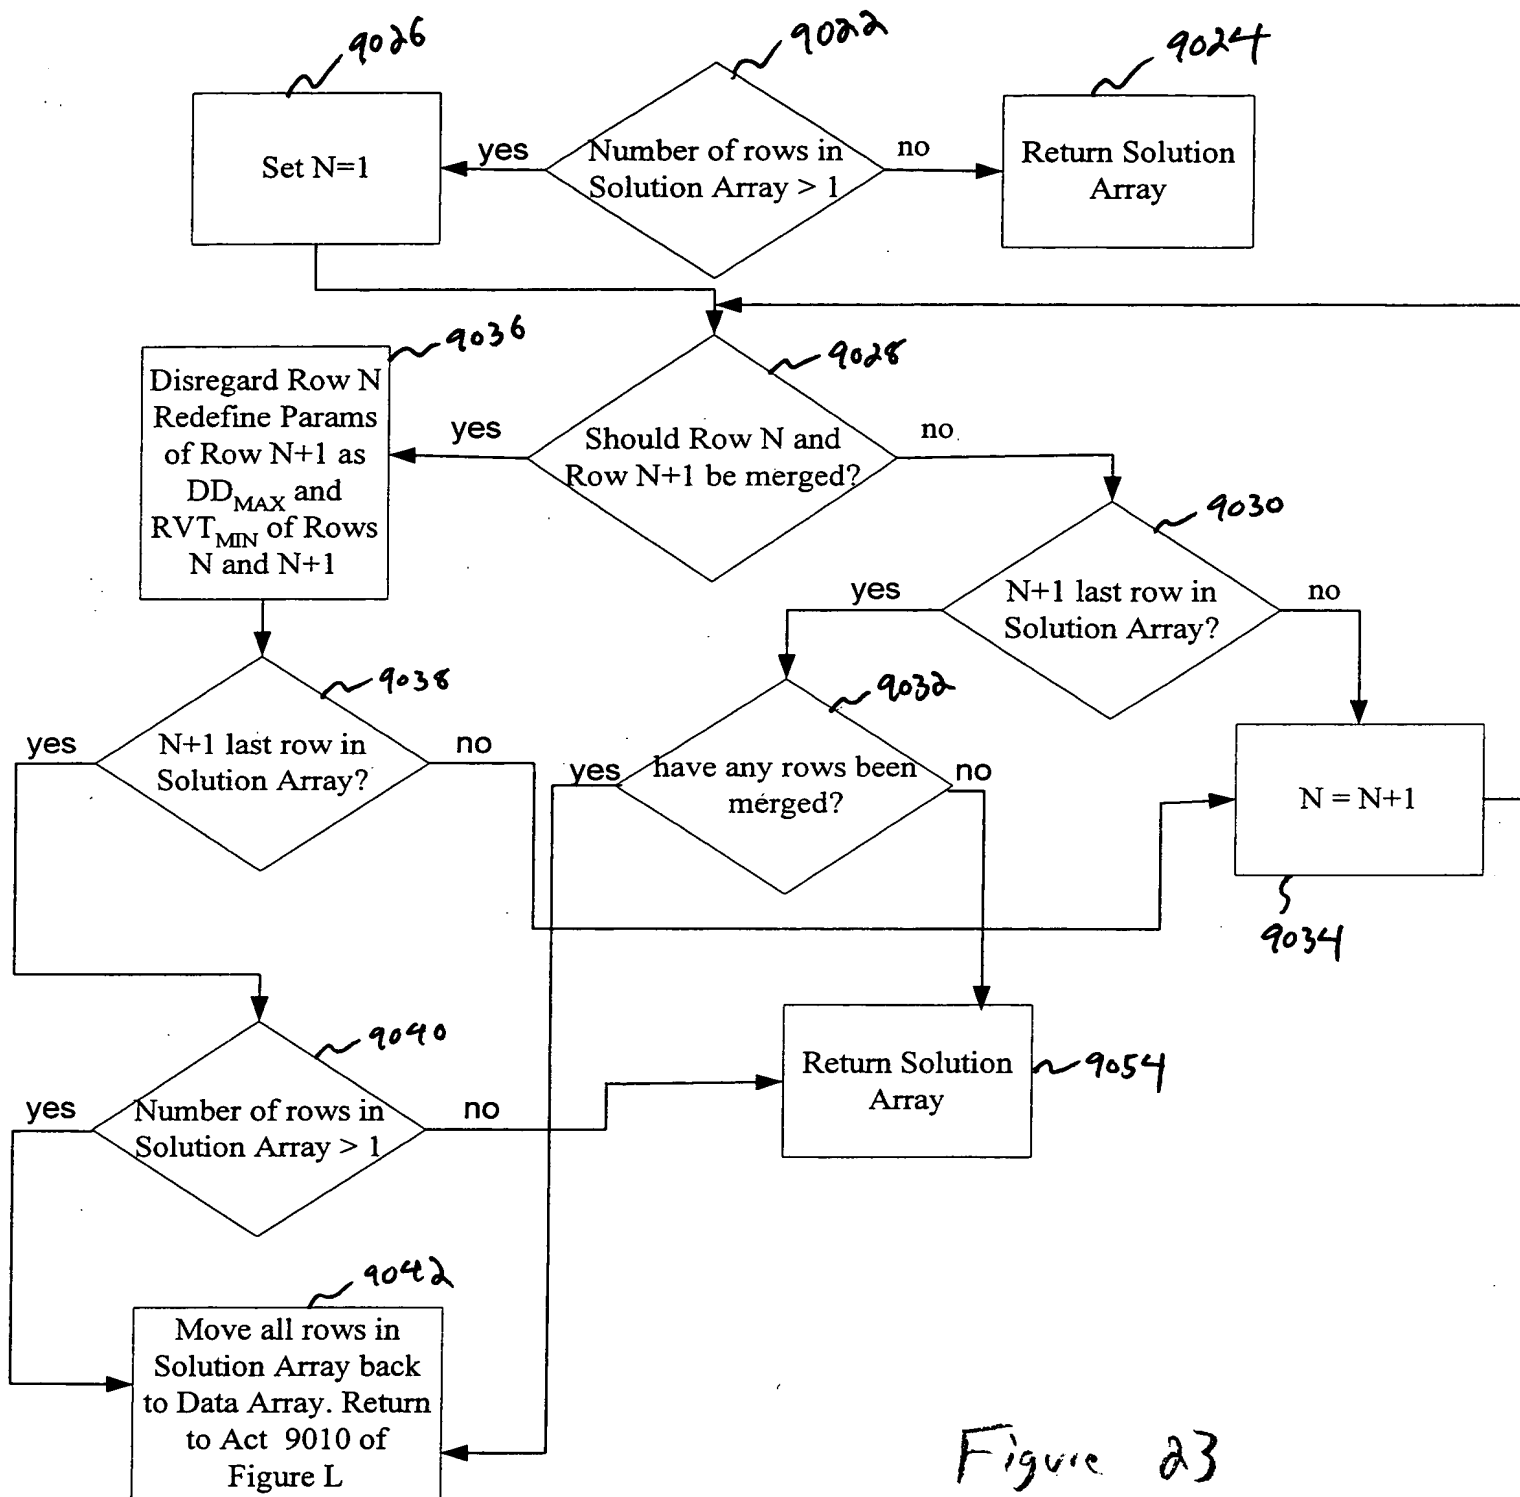 9026
9022
9024
Set N=1
yes
Number of rows in
Solution Array > 1
no
Return Solution
Array
9036
Disregard Row N
Redefine Params
of Row N+1 as
DDMAX and
RVTMIN of Rows
N and N+1
yes
9028
Should Row N and
Row N+1 be merged?
no
9030
yes
N+1 last row in
Solution Array?
no
9038
yes
N+1 last row in
Solution Array?
no
9032
yes
have any rows been
merged?
no
N = N+1
9034
9040
yes
Number of rows in
Solution Array > 1
no
Return Solution
Array
9054
9042
Move all rows in
Solution Array back
to Data Array. Return
to Act 9010 of
Figure L
Figure 23